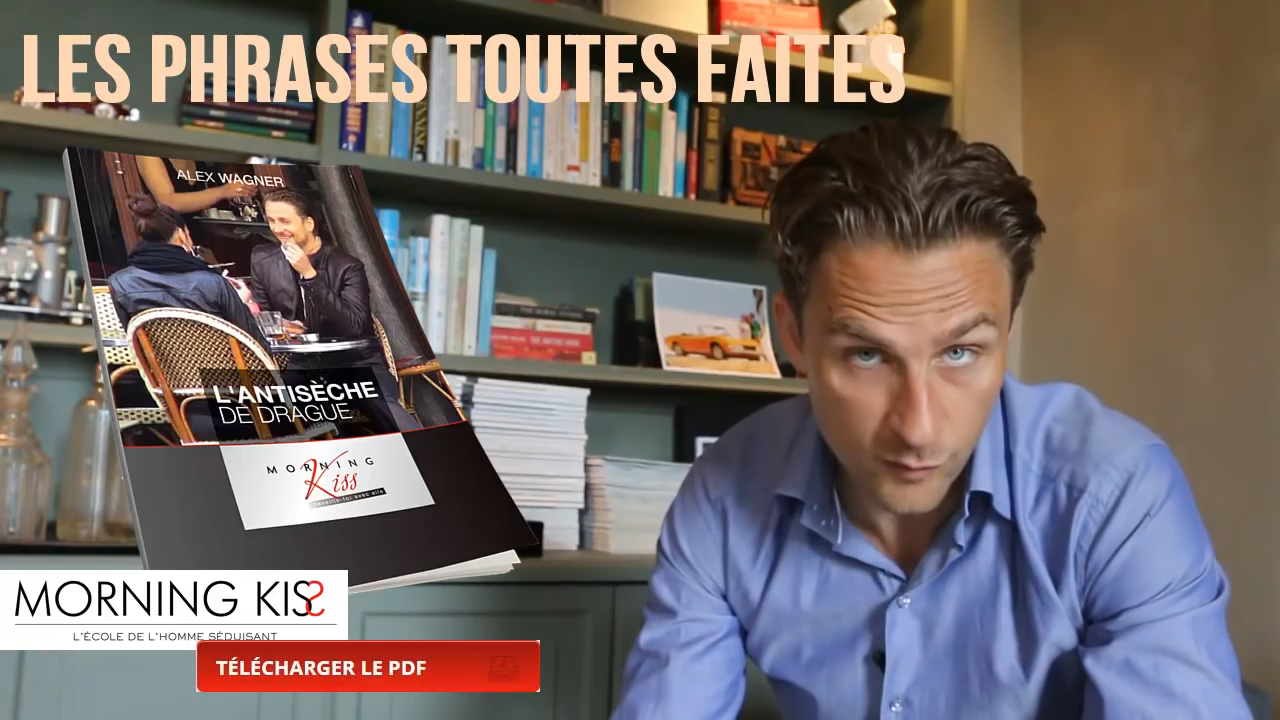 LES PHRASES TOUTES FAITES
ALEX WAGNER
L'ANTISÈCHE
DE DRAGUE
MORNING
Kiss
MORNING KISS
L'ÉCOLE DE L'HOMME SÉDUISANT
TÉLÉCHARGER LE PDF